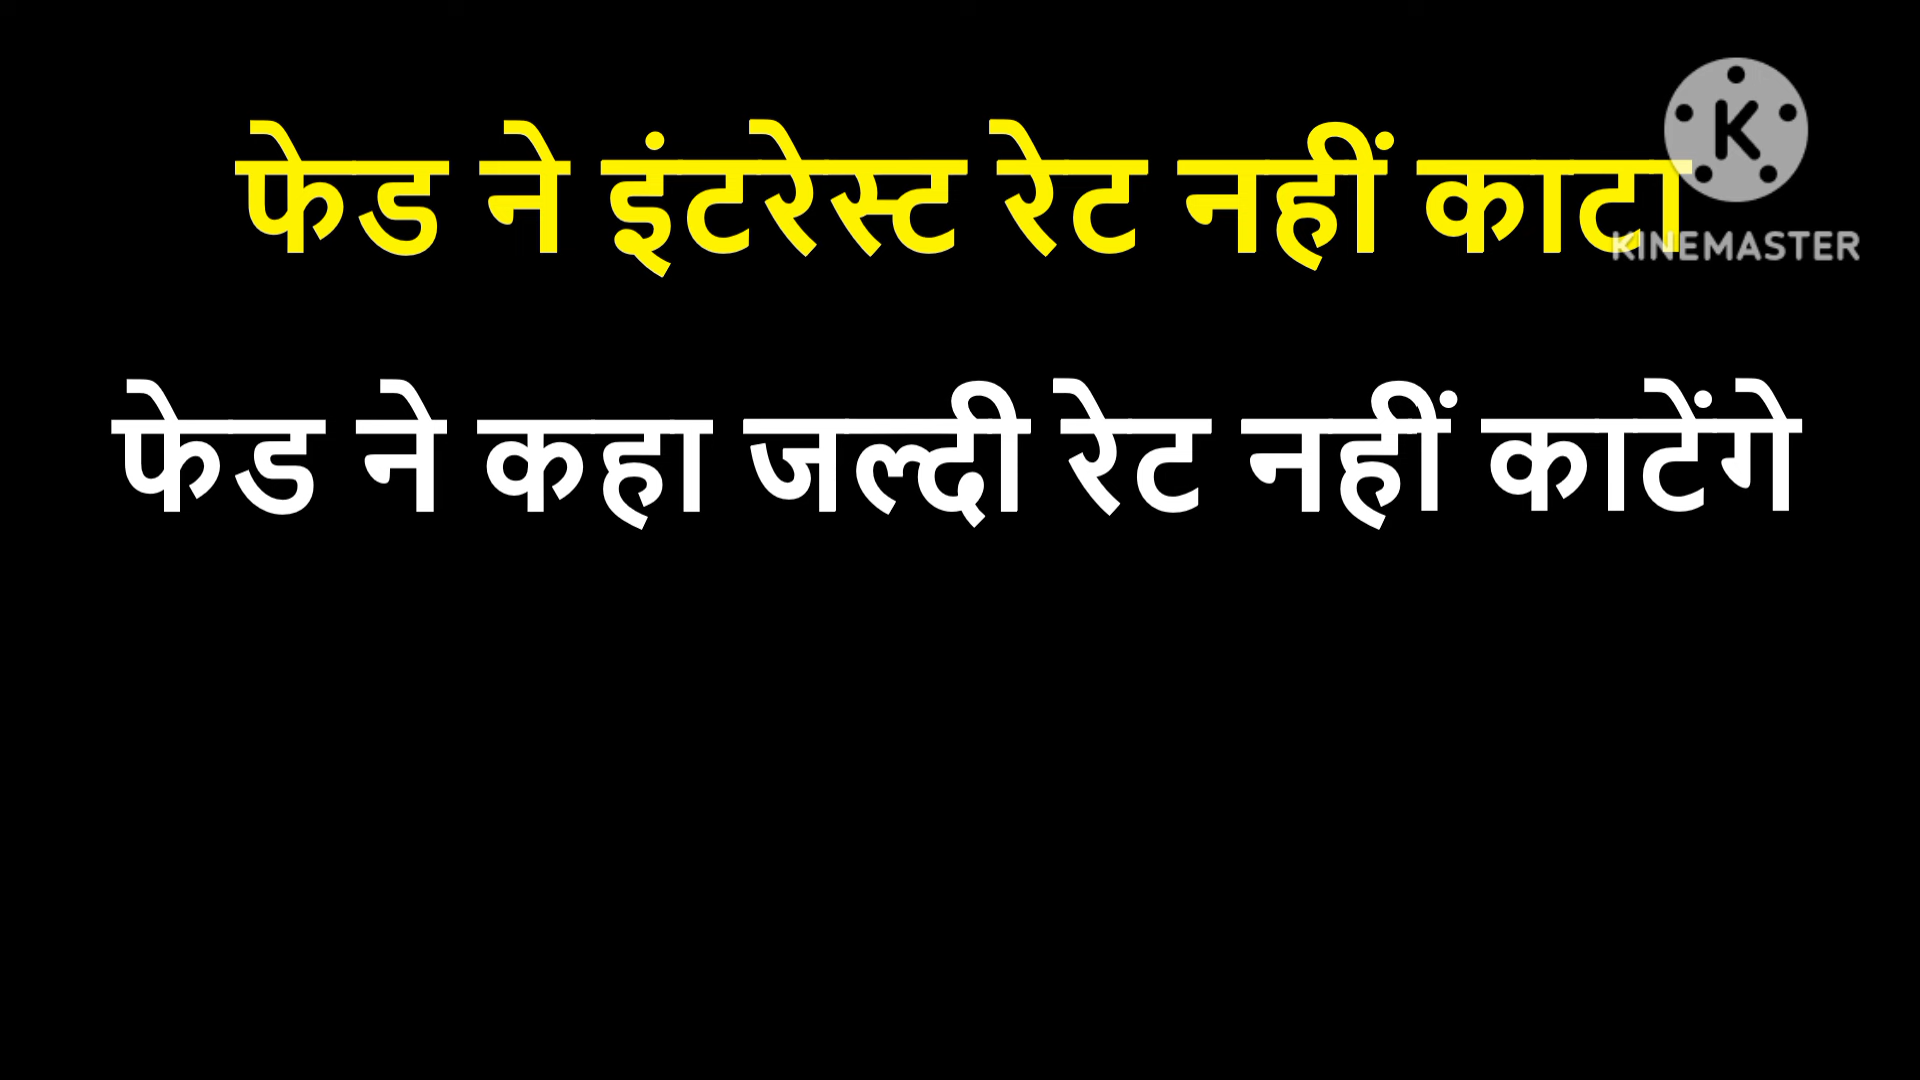 फेड ने इंटरेस्ट रेट नहीं काटा
K
KINEMASTER
फेड ने कहा जल्दी रेट नहीं काटेंगे